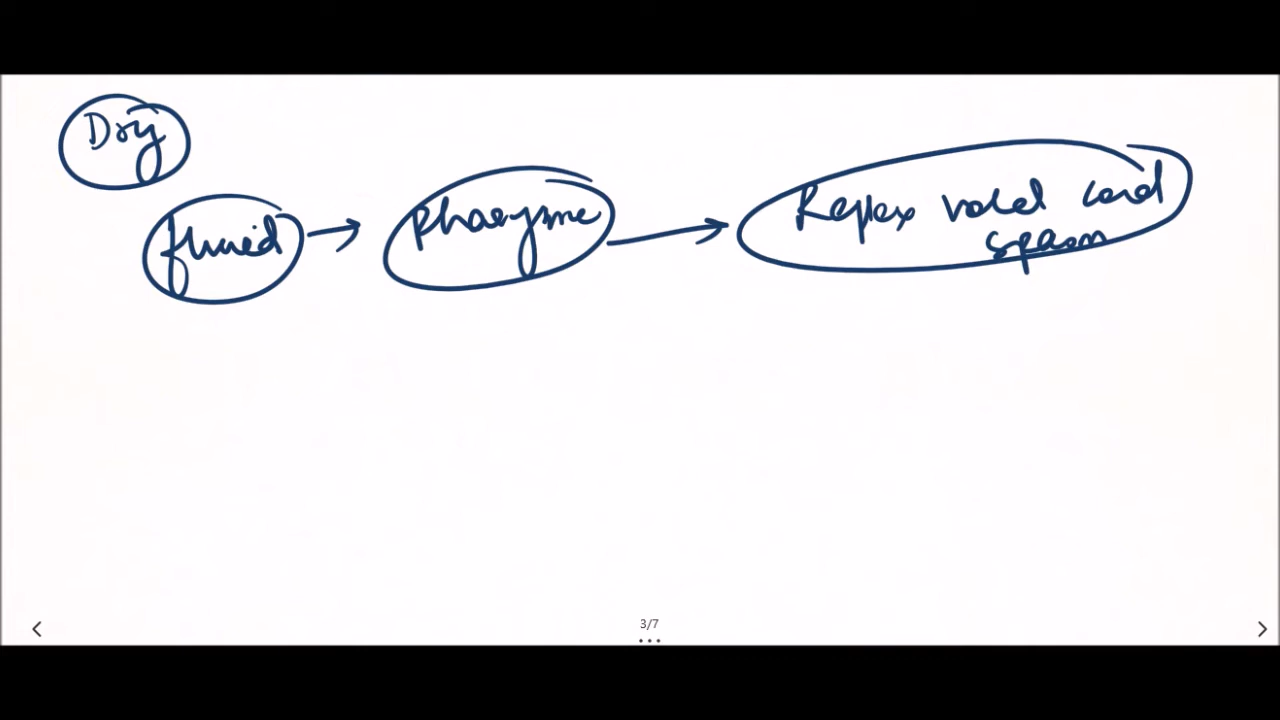 Dry
fluid → pharynx → Reflex vocal cord
spasm
3/7